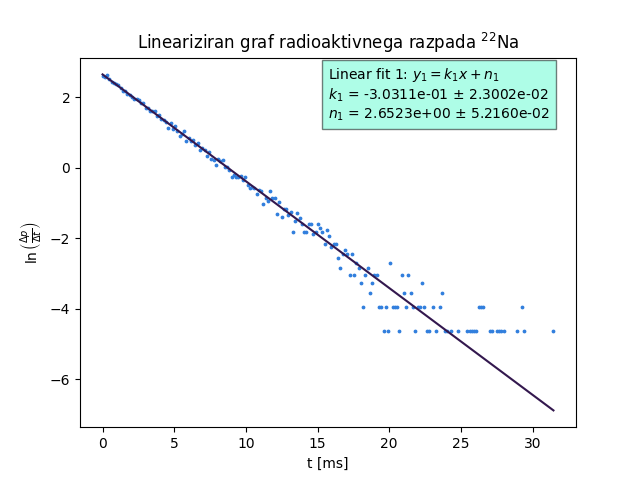 Lineariziran graf radioaktivnega razpada ²²Na
Linear fit 1: y₁ = k₁x + n₁
k₁ = -3.0311e-01 ± 2.3002e-02
n₁ = 2.6523e+00 ± 5.2160e-02
2
0
−2
−4
−6
ln(Δp/Δt)
0 5 10 15 20 25 30
t [ms]